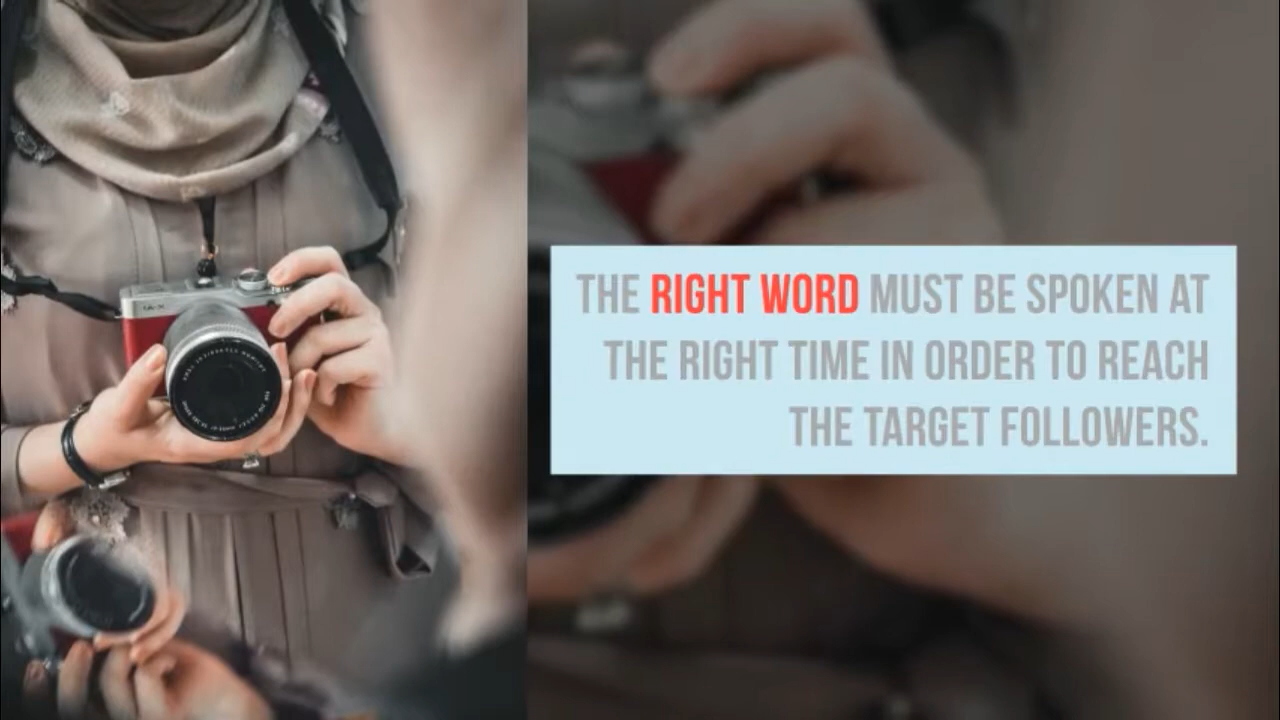 THE RIGHT WORD MUST BE SPOKEN AT
THE RIGHT TIME IN ORDER TO REACH
THE TARGET FOLLOWERS.